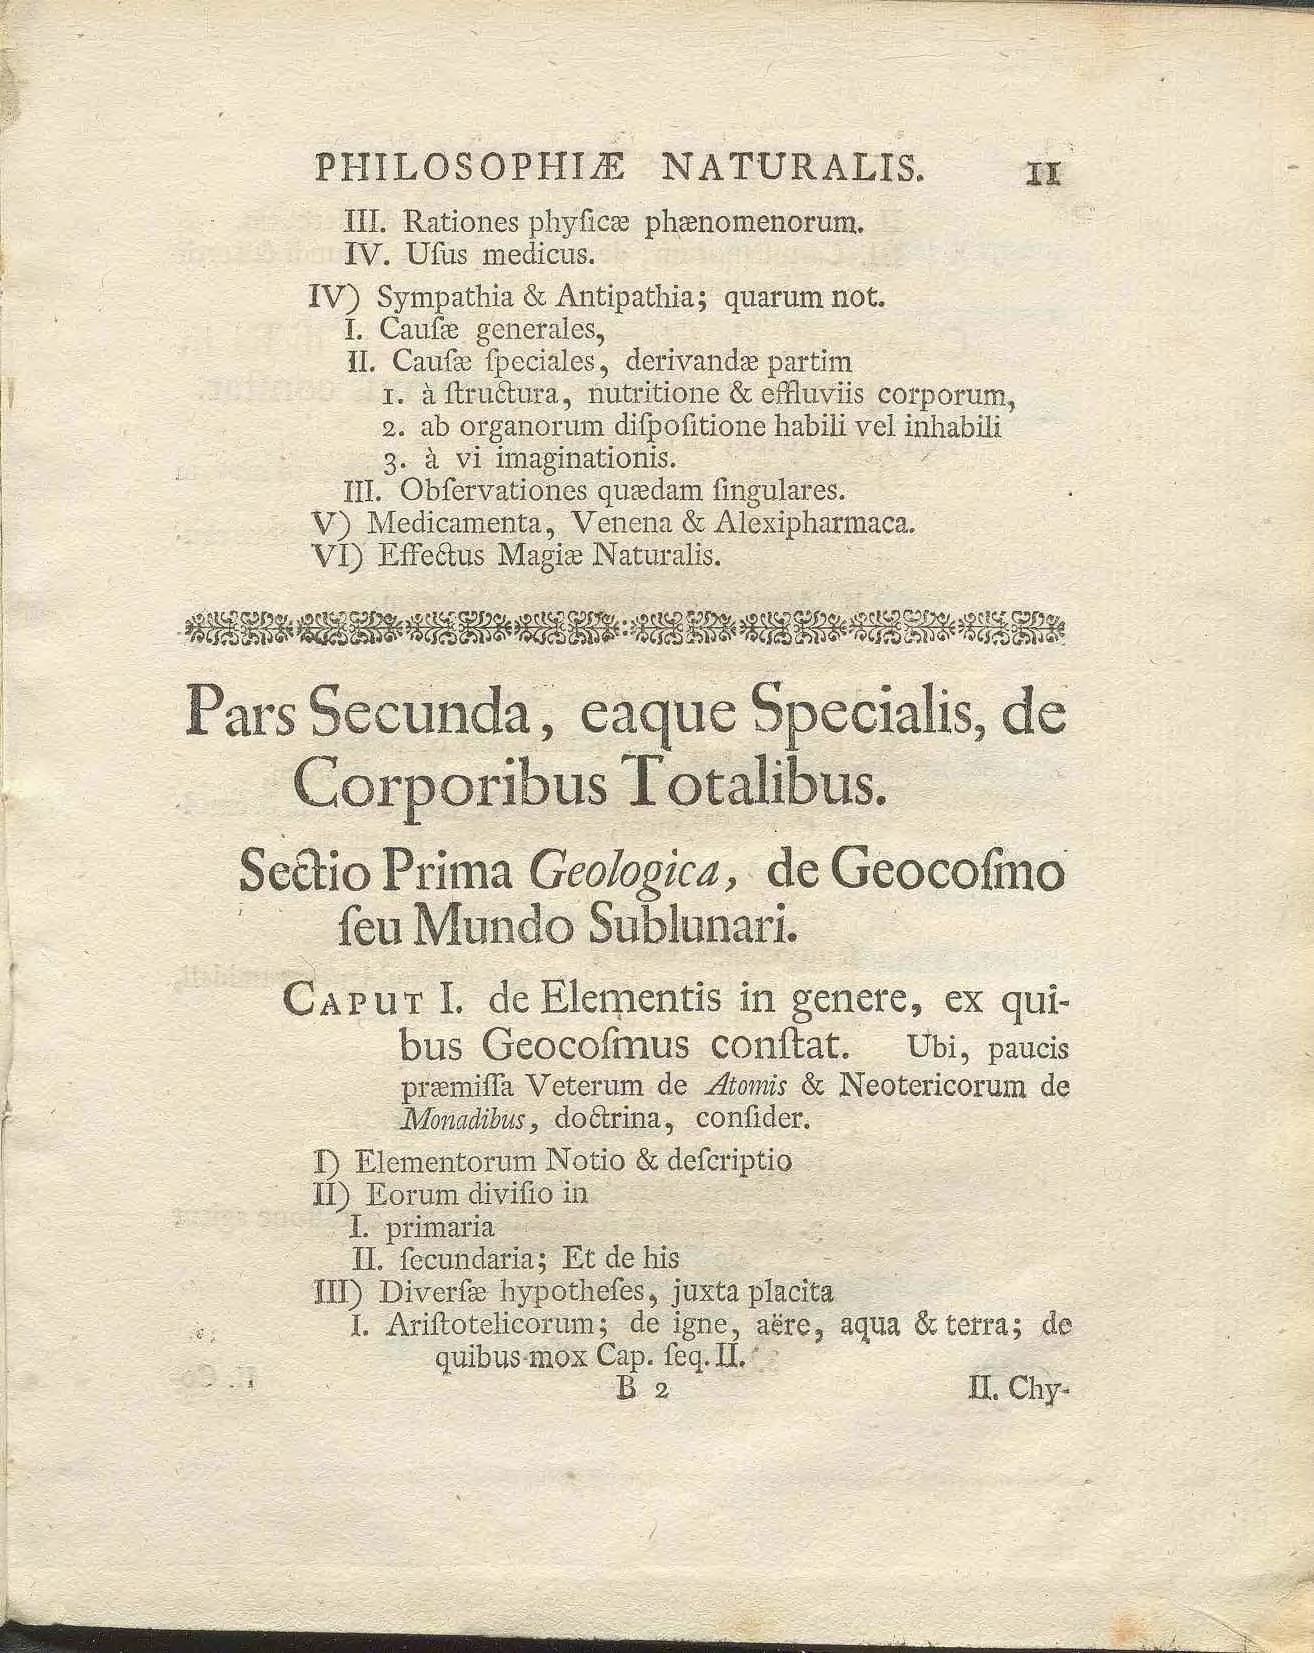 PHILOSOPHIÆ NATURALIS. 11
III. Rationes phyſicæ phænomenorum.
IV. Uſus medicus.
IV) Sympathia & Antipathia; quarum not.
I. Cauſæ generales,
II. Cauſæ ſpeciales, derivandæ partim
1. à ſtructura, nutritione & effluviis corporum,
2. ab organorum diſpoſitione habili vel inhabili
3. à vi imaginationis.
III. Obſervationes quædam ſingulares.
V) Medicamenta, Venena & Alexipharmaca.
VI) Effectus Magiæ Naturalis.
Pars Secunda, eaque Specialis, de
Corporibus Totalibus.
Sectio Prima Geologica, de Geocoſmo
ſeu Mundo Sublunari.
CAPUT I. de Elementis in genere, ex qui-
bus Geocoſmus conſtat. Ubi, paucis
præmiſſa Veterum de Atomis & Neotericorum de
Monadibus, doctrina, conſider.
I) Elementorum Notio & deſcriptio
II) Eorum diviſio in
I. primaria
II. ſecundaria; Et de his
III) Diverſæ hypotheſes, juxta placita
I. Ariſtotelicorum; de igne, aëre, aqua & terra; de
quibus mox Cap. ſeq. II.
B 2 II. Chy-